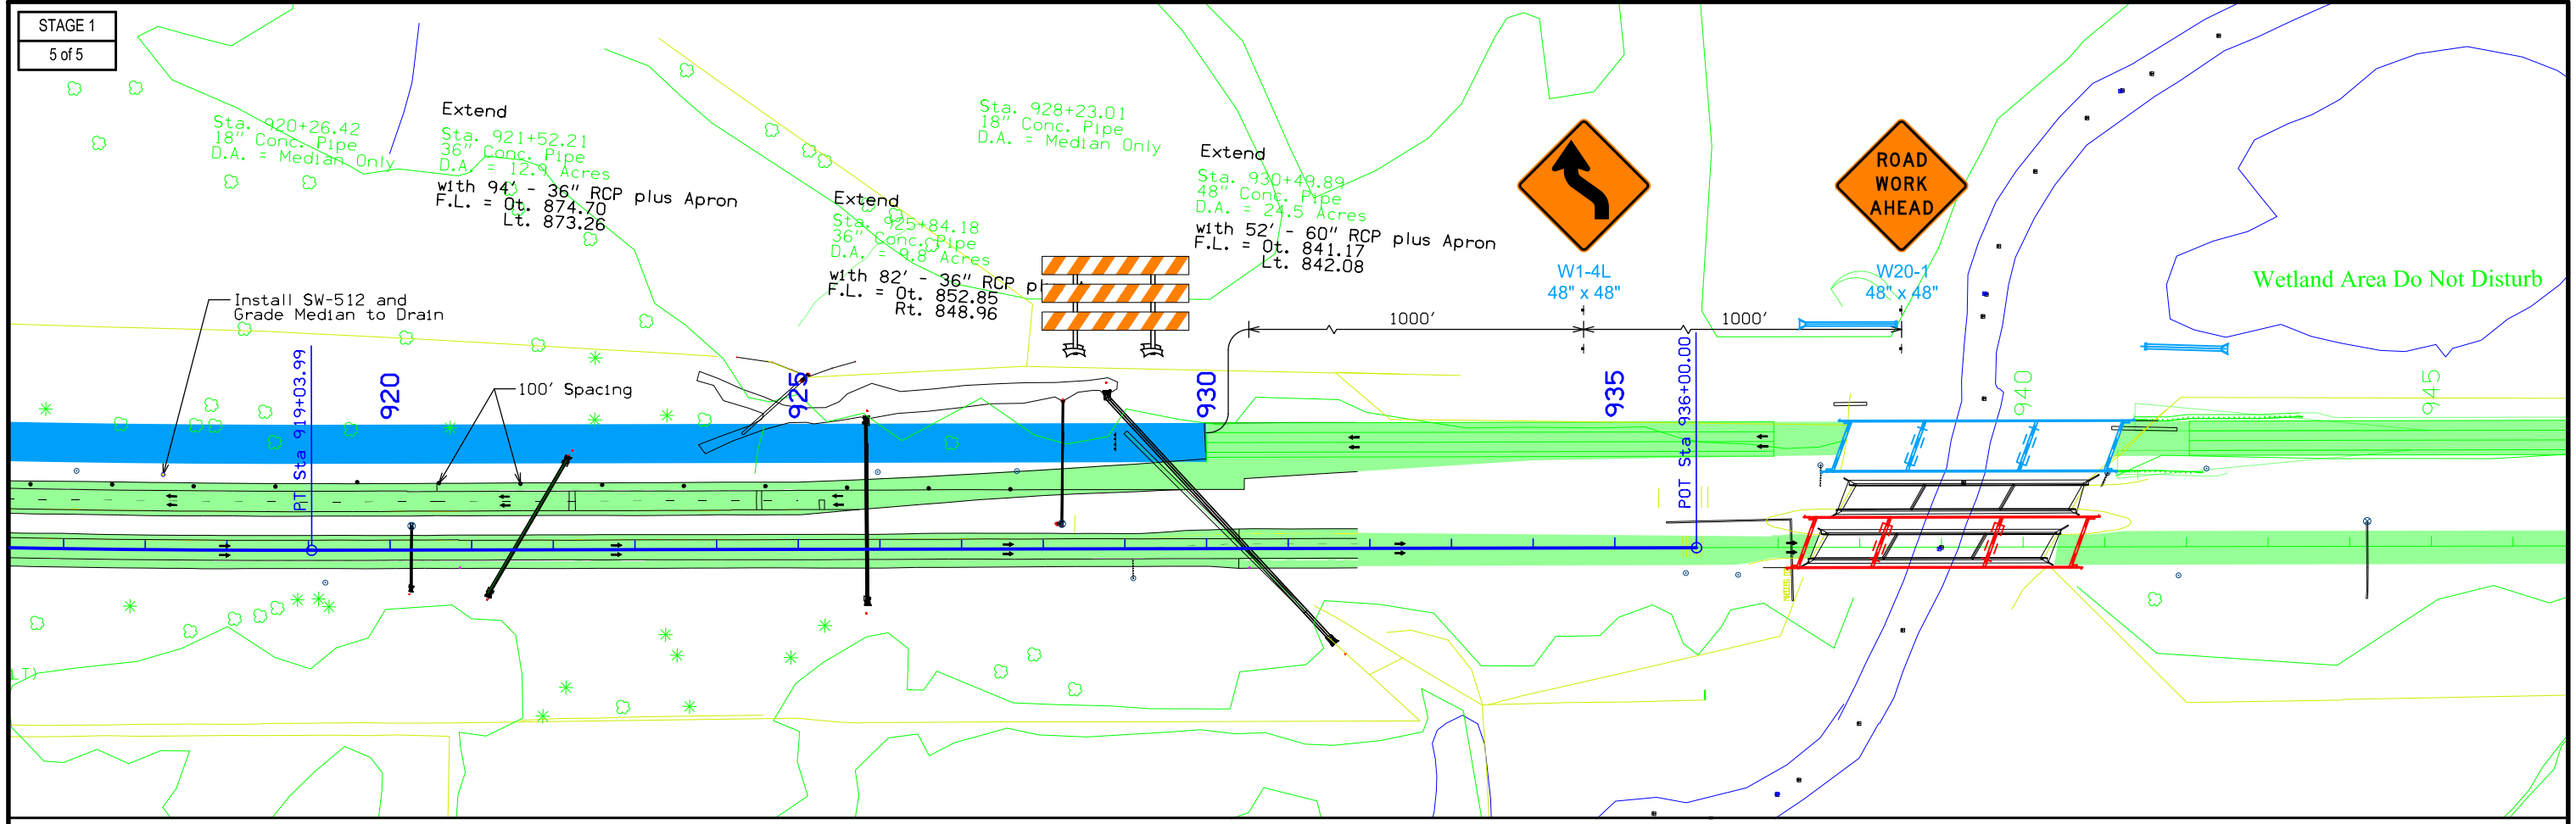 STAGE 1
5 of 5
Sta. 920+26.42
18" Conc. Pipe
D.A. = Median Only
Extend
Sta. 921+52.21
36" Conc. Pipe
D.A. = 12.9 Acres
with 94' - 36" RCP plus Apron
F.L. = Ot. 874.70
Lt. 873.26
Extend
Sta. 925+84.18
36" Conc. Pipe
D.A. = 9.8 Acres
with 82' - 36" RCP pl
F.L. = Ot. 852.85
Rt. 848.96
Sta. 928+23.01
18" Conc. Pipe
D.A. = Median Only
Extend
Sta. 930+49.89
48" Conc. Pipe
D.A. = 24.5 Acres
with 52' - 60" RCP plus Apron
F.L. = Ot. 841.17
Lt. 842.08
W1-4L
48" x 48"
ROAD
WORK
AHEAD
W20-1
48" x 48"
Wetland Area Do Not Disturb
Install SW-512 and
Grade Median to Drain
100' Spacing
1000'
1000'
PIT Sta 919+03.99
920
925
930
935
POT Sta 936+00.00
940
945
LT)